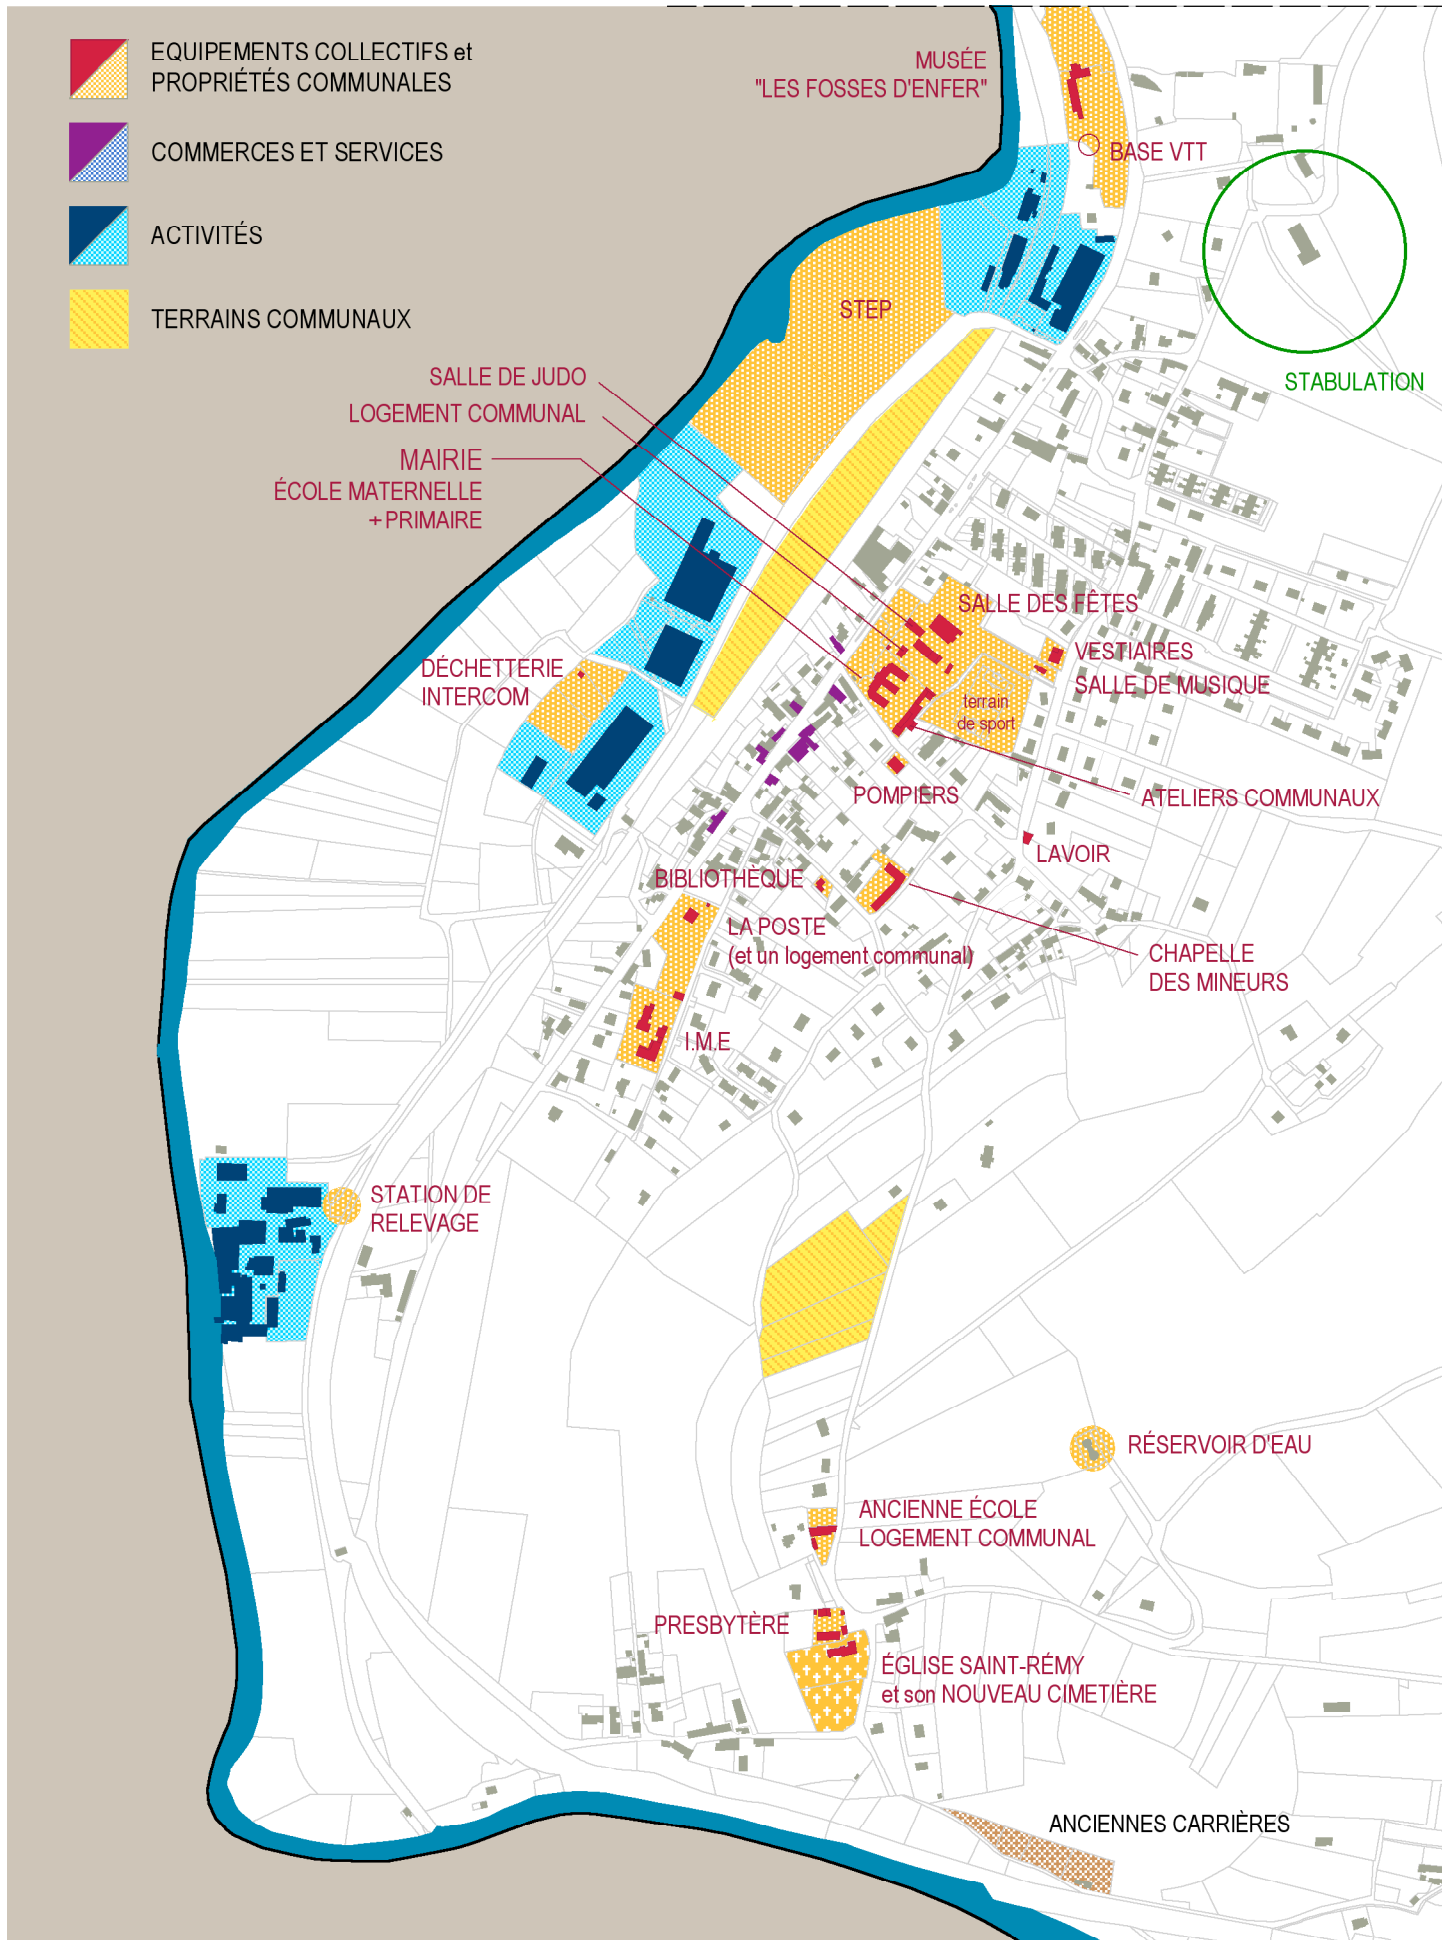 EQUIPEMENTS COLLECTIFS et
PROPRIÉTÉS COMMUNALES
COMMERCES ET SERVICES
ACTIVITÉS
TERRAINS COMMUNAUX
MUSÉE
"LES FOSSES D'ENFER"
BASE VTT
STEP
STABULATION
SALLE DE JUDO
LOGEMENT COMMUNAL
MAIRIE
ÉCOLE MATERNELLE
+ PRIMAIRE
SALLE DES FÊTES
VESTIAIRES
SALLE DE MUSIQUE
terrain
de sport
DÉCHETTERIE
INTERCOM
POMPIERS
ATELIERS COMMUNAUX
LAVOIR
BIBLIOTHÈQUE
LA POSTE
(et un logement communal)
CHAPELLE
DES MINEURS
I.M.E
STATION DE
RELEVAGE
RÉSERVOIR D'EAU
ANCIENNE ÉCOLE
LOGEMENT COMMUNAL
PRESBYTÈRE
ÉGLISE SAINT-RÉMY
et son NOUVEAU CIMETIÈRE
ANCIENNES CARRIÈRES